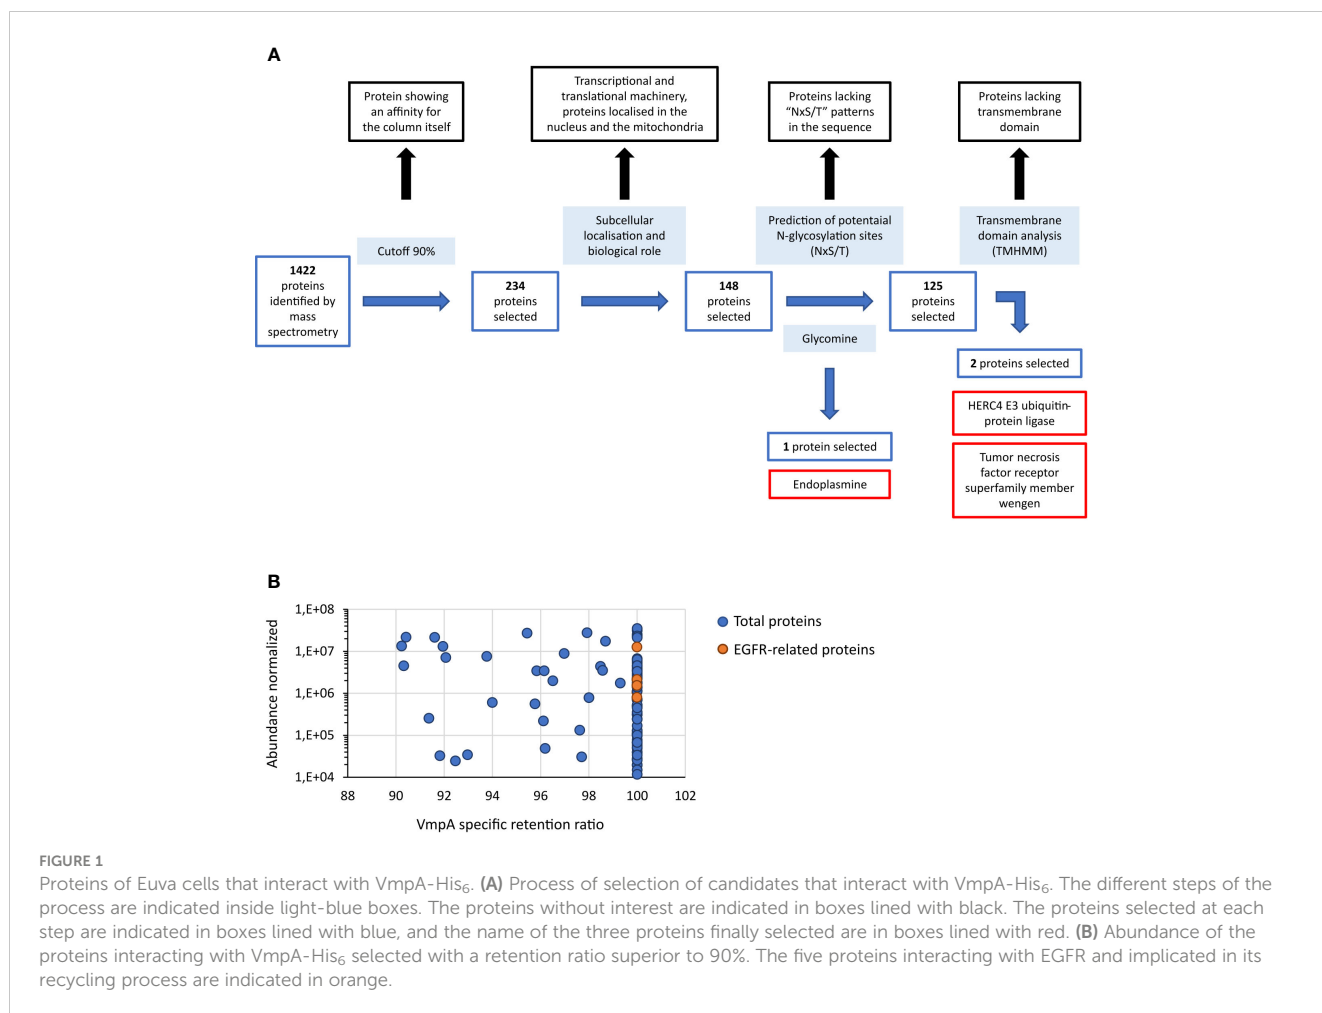 A
Protein showing
an affinity for
the column itself
Transcriptional and
translational machinery,
proteins localised in the
nucleus and the mitochondria
Proteins lacking
“NxS/T” patterns
in the sequence
Proteins lacking
transmembrane
domain
Cutoff 90%
Subcellular
localisation and
biological role
Prediction of potentaial
N-glycosylation sites
(NxS/T)
Transmembrane
domain analysis
(TMHMM)
1422
proteins
identified by
mass
spectrometry
234
proteins
selected
148
proteins
selected
125
proteins
selected
Glycomine
2 proteins selected
HERC4 E3 ubiquitin-
protein ligase
1 protein selected
Endoplasmine
Tumor necrosis
factor receptor
superfamily member
wengen
B
Abundance normalized
1,E+08
1,E+07
1,E+06
1,E+05
1,E+04
88 90 92 94 96 98 100 102
VmpA specific retention ratio
Total proteins
EGFR-related proteins
FIGURE 1
Proteins of Euva cells that interact with VmpA-His6. (A) Process of selection of candidates that interact with VmpA-His6. The different steps of the
process are indicated inside light-blue boxes. The proteins without interest are indicated in boxes lined with black. The proteins selected at each
step are indicated in boxes lined with blue, and the name of the three proteins finally selected are in boxes lined with red. (B) Abundance of the
proteins interacting with VmpA-His6 selected with a retention ratio superior to 90%. The five proteins interacting with EGFR and implicated in its
recycling process are indicated in orange.